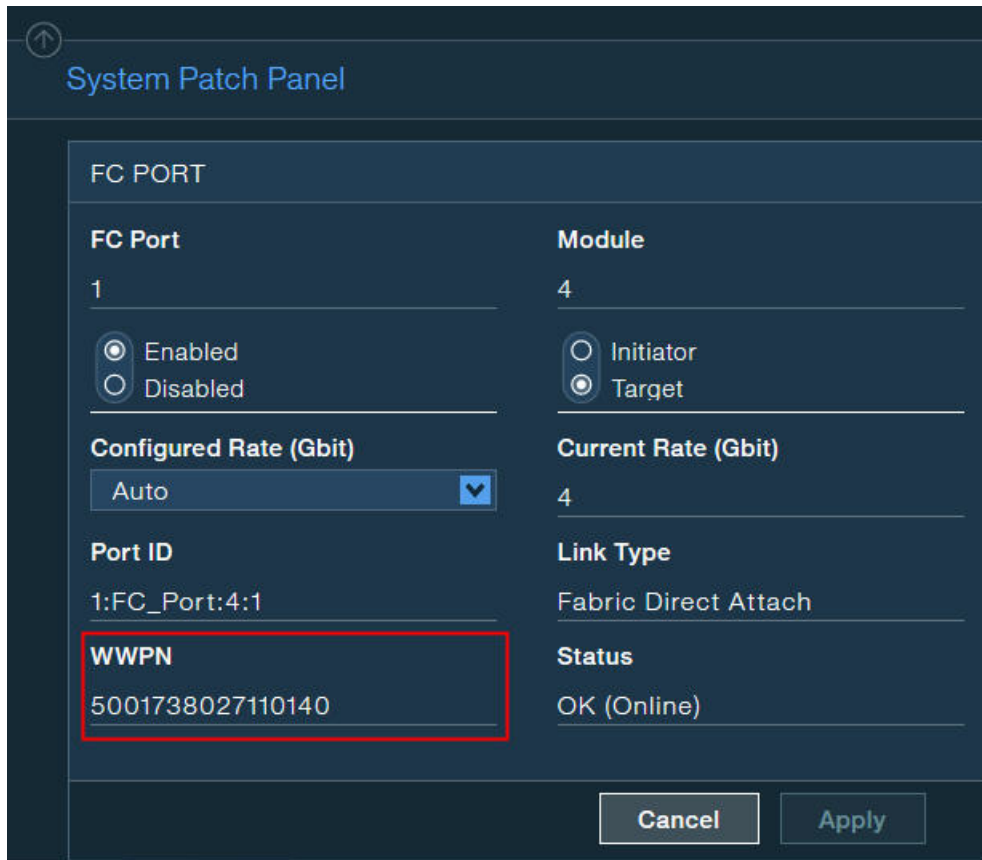 System Patch Panel
FC PORT
FC Port
Module
1
4
Enabled
Initiator
Disabled
Target
Configured Rate (Gbit)
Current Rate (Gbit)
Auto
4
Port ID
Link Type
1:FC_Port:4:1
Fabric Direct Attach
WWPN
Status
5001738027110140
OK (Online)
Cancel
Apply